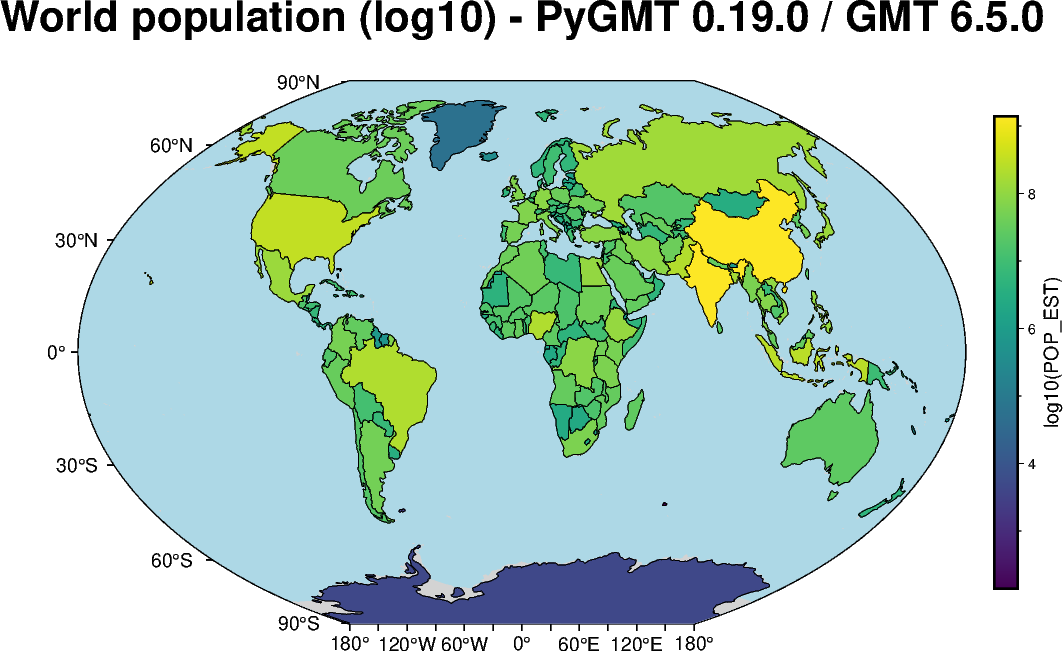 World population (log10) - PyGMT 0.19.0 / GMT 6.5.0
90°N
60°N
30°N
0°
30°S
60°S
90°S
180° 120°W 60°W 0° 60°E 120°E 180°
8
6
4
log10(POP_EST)